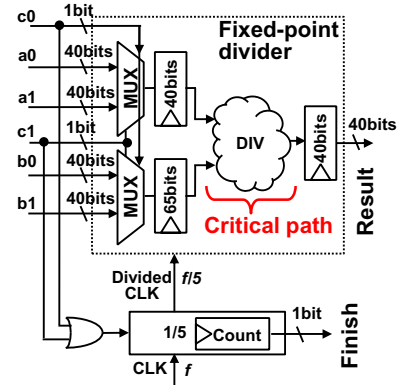 c0
1bit
Fixed-point
divider
a0
40bits
MUX
40bits
a1
40bits
c1
1bit
DIV
40bits
40bits
b0
40bits
MUX
65bits
b1
40bits
Critical path
Result
Divided
CLK
f/5
1/5
Count
1bit
Finish
CLK
f